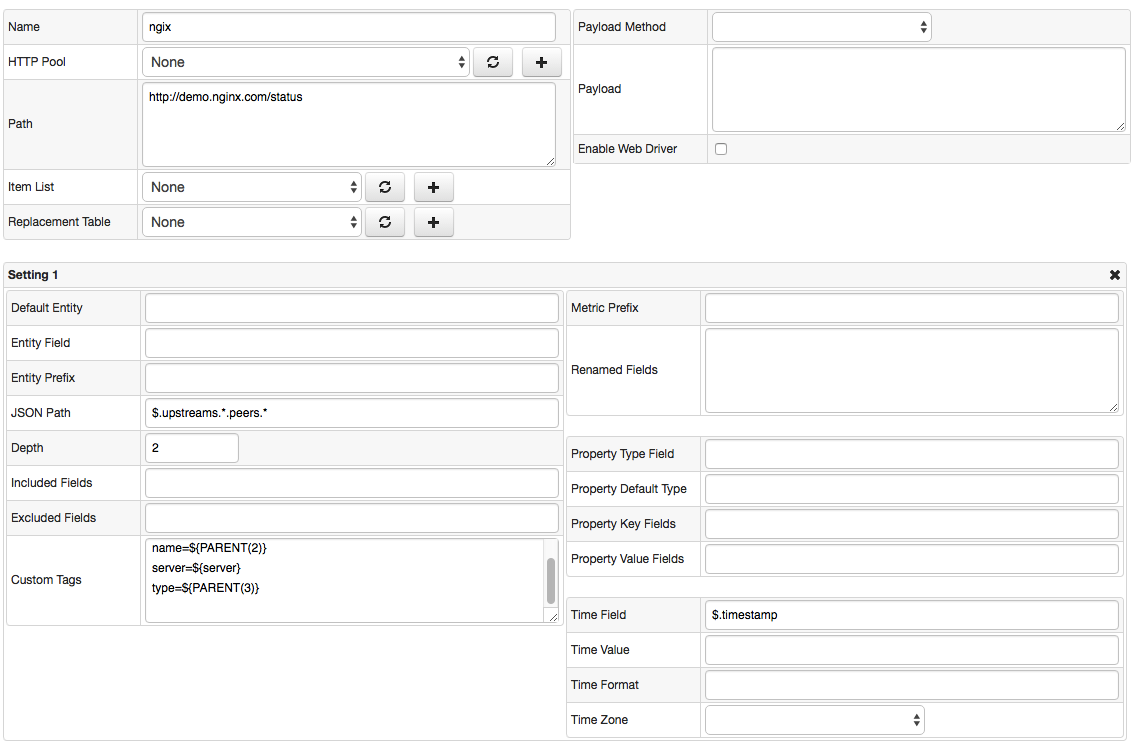 Name ngix
HTTP Pool None
Path http://demo.nginx.com/status
Item List None
Replacement Table None
Payload Method
Payload
Enable Web Driver
Setting 1
Default Entity
Entity Field
Entity Prefix
JSON Path $.upstreams.*.peers.*
Depth 2
Included Fields
Excluded Fields
Custom Tags
name=${PARENT(2)}
server=${server}
type=${PARENT(3)}
Metric Prefix
Renamed Fields
Property Type Field
Property Default Type
Property Key Fields
Property Value Fields
Time Field $.timestamp
Time Value
Time Format
Time Zone